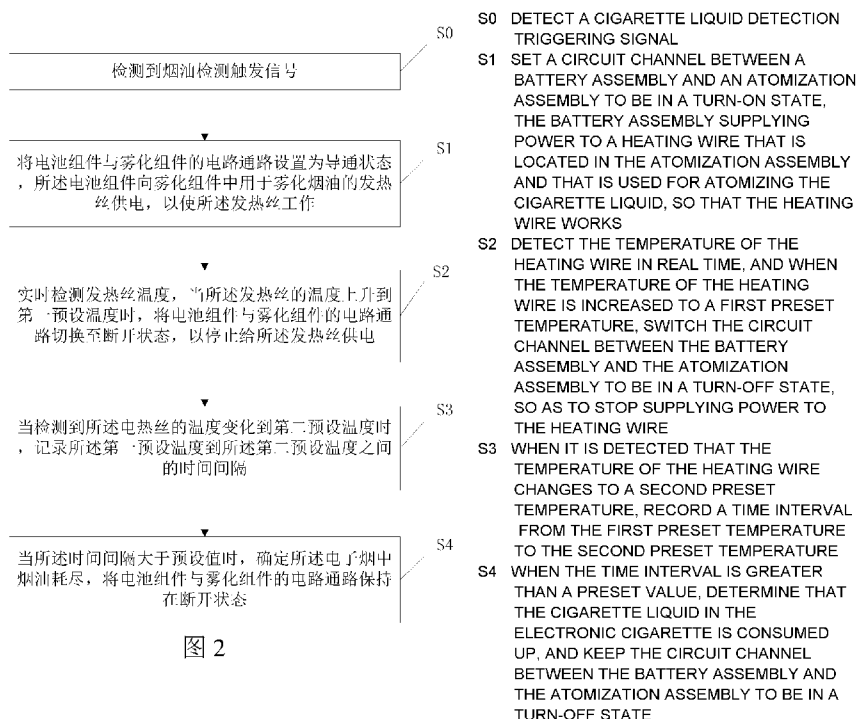 S0
检测到烟油检测触发信号
S1
将电池组件与雾化组件的电路通路设置为导通状态
，所述电池组件向雾化组件中用于雾化烟油的发热
丝供电，以使所述发热丝工作
S2
实时检测发热丝温度，当所述发热丝的温度上升到
第一预设温度时，将电池组件与雾化组件的电路通
路切换至断开状态，以停止给所述发热丝供电
S3
当检测到所述电热丝的温度变化到第二预设温度时
，记录所述第一预设温度到所述第二预设温度之间
的时间间隔
S4
当所述时间间隔大于预设值时，确定所述电子烟中
烟油耗尽，将电池组件与雾化组件的电路通路保持
在断开状态
图 2
S0 DETECT A CIGARETTE LIQUID DETECTION
TRIGGERING SIGNAL
S1 SET A CIRCUIT CHANNEL BETWEEN A
BATTERY ASSEMBLY AND AN ATOMIZATION
ASSEMBLY TO BE IN A TURN-ON STATE,
THE BATTERY ASSEMBLY SUPPLYING
POWER TO A HEATING WIRE THAT IS
LOCATED IN THE ATOMIZATION ASSEMBLY
AND THAT IS USED FOR ATOMIZING THE
CIGARETTE LIQUID, SO THAT THE HEATING
WIRE WORKS
S2 DETECT THE TEMPERATURE OF THE
HEATING WIRE IN REAL TIME, AND WHEN
THE TEMPERATURE OF THE HEATING
WIRE IS INCREASED TO A FIRST PRESET
TEMPERATURE, SWITCH THE CIRCUIT
CHANNEL BETWEEN THE BATTERY
ASSEMBLY AND THE ATOMIZATION
ASSEMBLY TO BE IN A TURN-OFF STATE,
SO AS TO STOP SUPPLYING POWER TO
THE HEATING WIRE
S3 WHEN IT IS DETECTED THAT THE
TEMPERATURE OF THE HEATING WIRE
CHANGES TO A SECOND PRESET
TEMPERATURE, RECORD A TIME INTERVAL
FROM THE FIRST PRESET TEMPERATURE
TO THE SECOND PRESET TEMPERATURE
S4 WHEN THE TIME INTERVAL IS GREATER
THAN A PRESET VALUE, DETERMINE THAT
THE CIGARETTE LIQUID IN THE
ELECTRONIC CIGARETTE IS CONSUMED
UP, AND KEEP THE CIRCUIT CHANNEL
BETWEEN THE BATTERY ASSEMBLY AND
THE ATOMIZATION ASSEMBLY TO BE IN A
TURN-OFF STATE